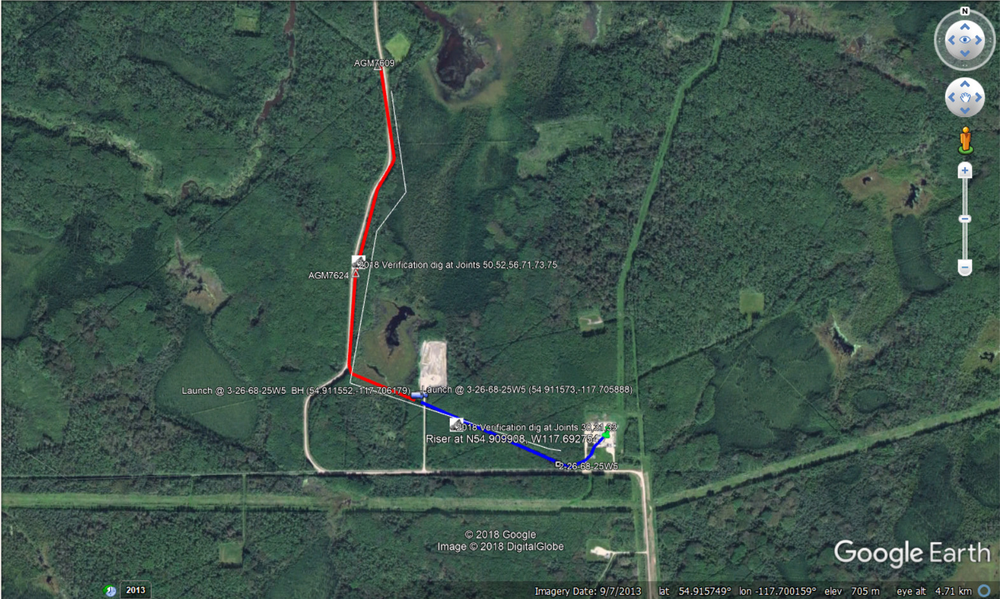 N
AGM7609
2018 Verification dig at Joints 50,52,56,71,73,75
AGM7624
Launch @ 3-26-68-25W5 BH (54.911552,-117.706179)
Launch @ 3-26-68-25W5 (54.911573,-117.705888)
2018 Verification dig at Joints 30,31,33
Riser at N54.909908, W117.692754
2-26-68-25W5
© 2018 Google
Image © 2018 DigitalGlobe
Google Earth
2013
Imagery Date: 9/7/2013 lat 54.915749° lon -117.700159° elev 705 m eye alt 4.71 km